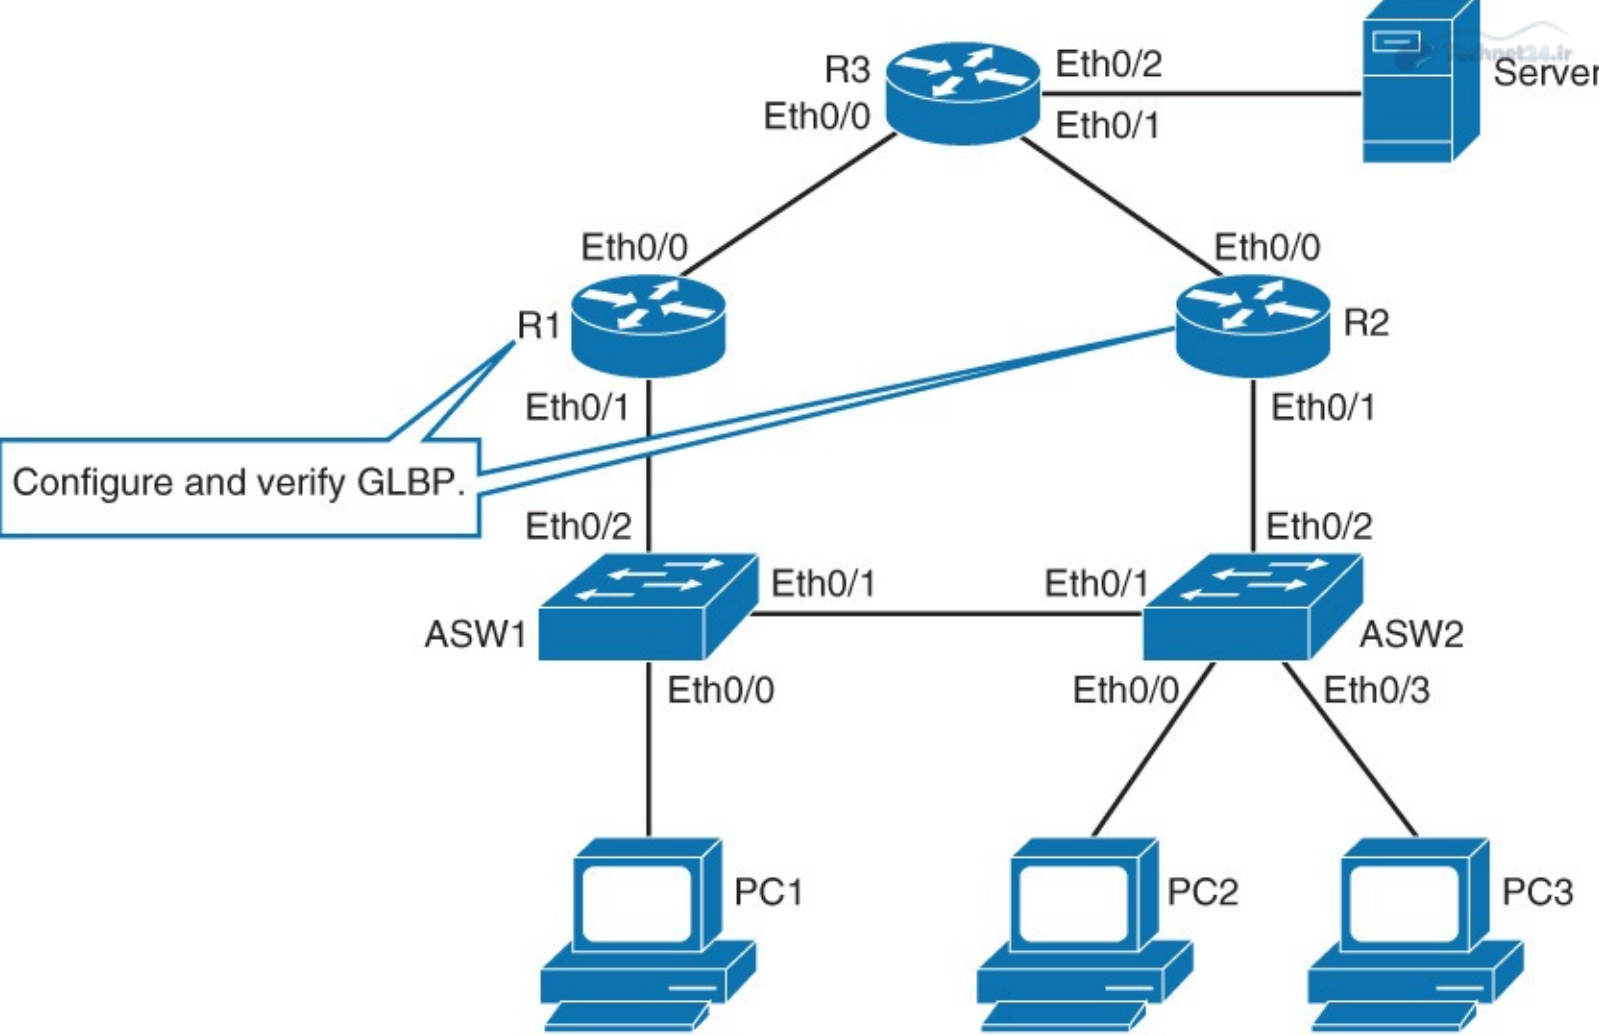 R3
Eth0/2
Eth0/0
Eth0/1
Technet24.ir
Server
Eth0/0
Eth0/0
R1
R2
Eth0/1
Eth0/1
Configure and verify GLBP.
Eth0/2
Eth0/2
Eth0/1
Eth0/1
ASW1
ASW2
Eth0/0
Eth0/0
Eth0/3
PC1
PC2
PC3